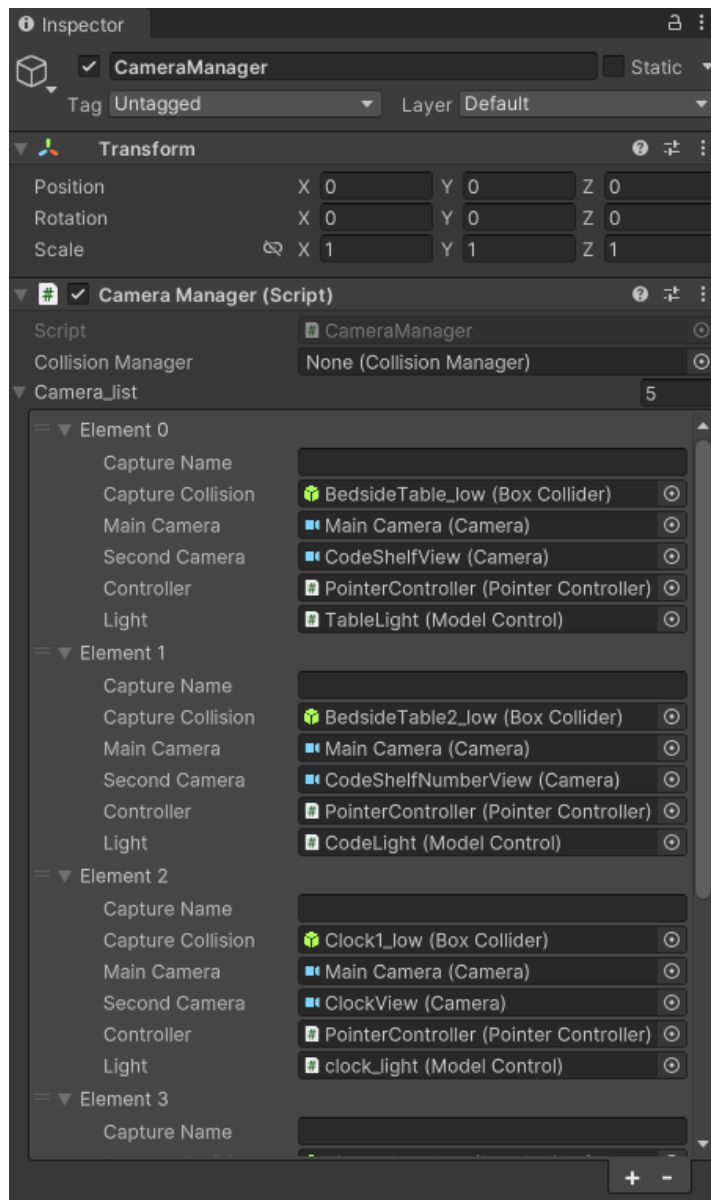 Inspector
CameraManager
Static
Tag Untagged Layer Default
Transform
Position X 0 Y 0 Z 0
Rotation X 0 Y 0 Z 0
Scale X 1 Y 1 Z 1
# Camera Manager (Script)
Script # CameraManager
Collision Manager None (Collision Manager)
Camera_list 5
Element 0
Capture Name
Capture Collision BedsideTable_low (Box Collider)
Main Camera Main Camera (Camera)
Second Camera CodeShelfView (Camera)
Controller # PointerController (Pointer Controller)
Light # TableLight (Model Control)
Element 1
Capture Name
Capture Collision BedsideTable2_low (Box Collider)
Main Camera Main Camera (Camera)
Second Camera CodeShelfNumberView (Camera)
Controller # PointerController (Pointer Controller)
Light # CodeLight (Model Control)
Element 2
Capture Name
Capture Collision Clock1_low (Box Collider)
Main Camera Main Camera (Camera)
Second Camera ClockView (Camera)
Controller # PointerController (Pointer Controller)
Light # clock_light (Model Control)
Element 3
Capture Name
+ -